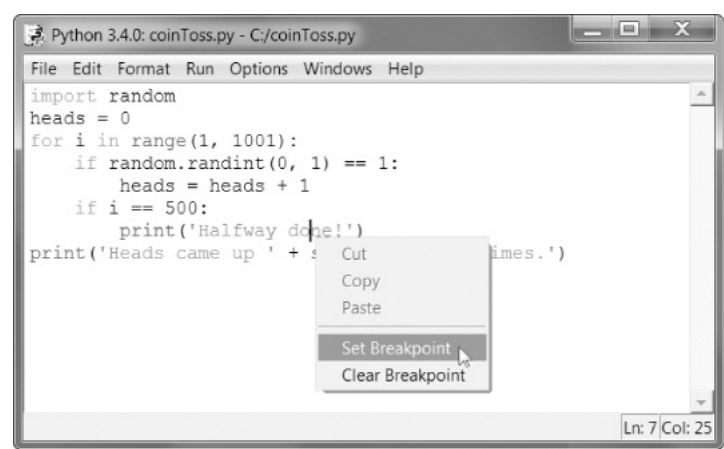 Python 3.4.0: coinToss.py - C:/coinToss.py
File Edit Format Run Options Windows Help
import random
heads = 0
for i in range(1, 1001):
    if random.randint(0, 1) == 1:
        heads = heads + 1
    if i == 500:
        print('Halfway done!')
print('Heads came up ' + s imes.')
Cut
Copy
Paste
Set Breakpoint
Clear Breakpoint
Ln: 7 Col: 25